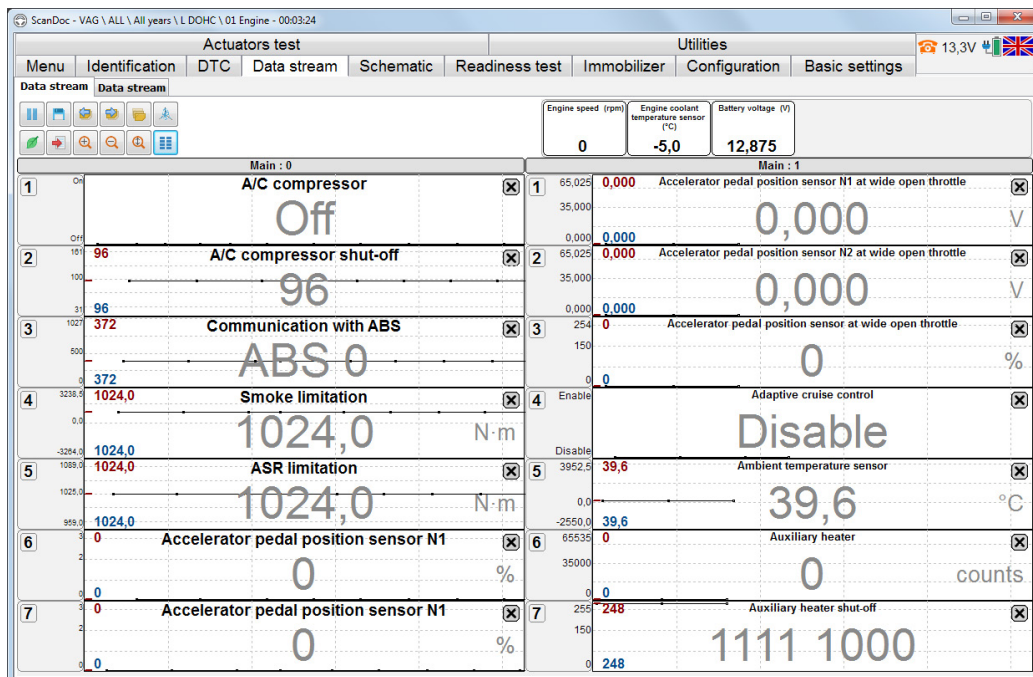 ScanDoc - VAG \ ALL \ All years \ L DOHC \ 01 Engine - 00:03:24
Actuators test Utilities
13,3V
Menu Identification DTC Data stream Schematic Readiness test Immobilizer Configuration Basic settings
Data stream Data stream
Engine speed (rpm)
0
Engine coolant
temperature sensor
(°C)
-5,0
Battery voltage (V)
12,875
Main : 0
1
On
Off
A/C compressor
Off
2
161
100
31
96
A/C compressor shut-off
96
96
3
1027
500
0
372
Communication with ABS
ABS 0
372
4
3238,5
0,0
-3264,0
1024,0
Smoke limitation
1024,0
N·m
1024,0
5
1089,0
1025,0
959,0
1024,0
ASR limitation
1024,0
N·m
1024,0
6
3
2
0
0
Accelerator pedal position sensor N1
0
%
0
7
3
2
0
0
Accelerator pedal position sensor N1
0
%
0
Main : 1
1
65,025
35,000
0,000
0,000
Accelerator pedal position sensor N1 at wide open throttle
0,000
V
0,000
2
65,025
35,000
0,000
0,000
Accelerator pedal position sensor N2 at wide open throttle
0,000
V
0,000
3
254
150
0
0
Accelerator pedal position sensor at wide open throttle
0
%
0
4
Enable
Disable
Adaptive cruise control
Disable
5
3952,5
0,0
-2550,0
39,6
Ambient temperature sensor
39,6
°C
39,6
6
65535
35000
0
0
Auxiliary heater
0
counts
0
7
255
150
0
248
Auxiliary heater shut-off
1111 1000
248